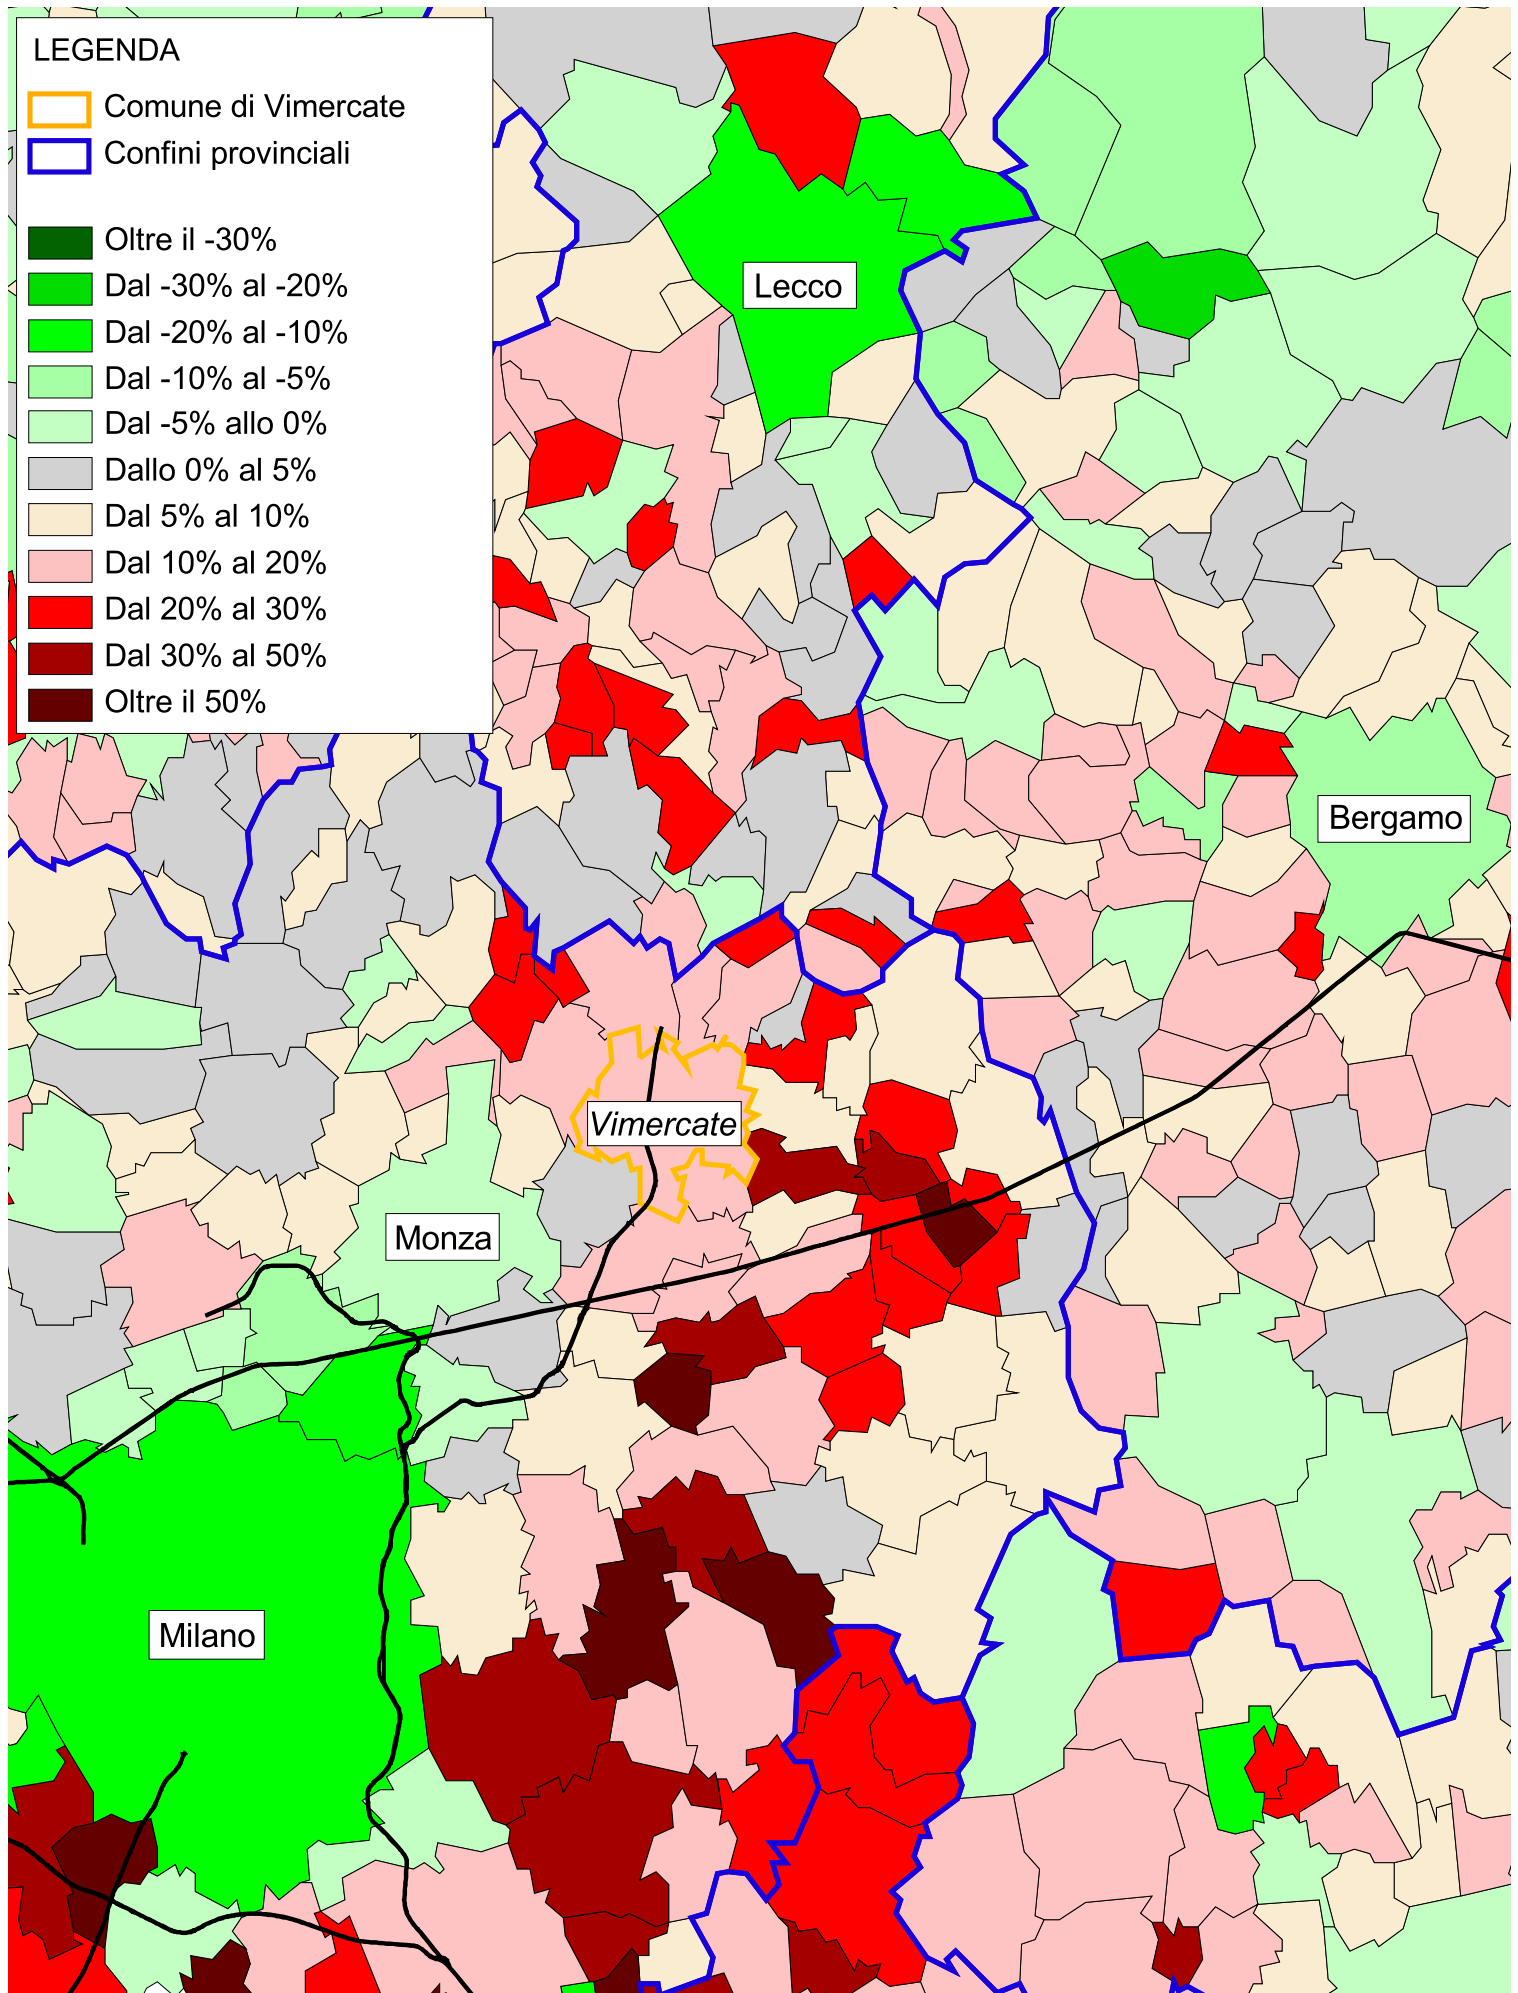 LEGENDA
Comune di Vimercate
Confini provinciali
Oltre il -30%
Dal -30% al -20%
Dal -20% al -10%
Dal -10% al -5%
Dal -5% allo 0%
Dallo 0% al 5%
Dal 5% al 10%
Dal 10% al 20%
Dal 20% al 30%
Dal 30% al 50%
Oltre il 50%
Lecco
Bergamo
Vimercate
Monza
Milano